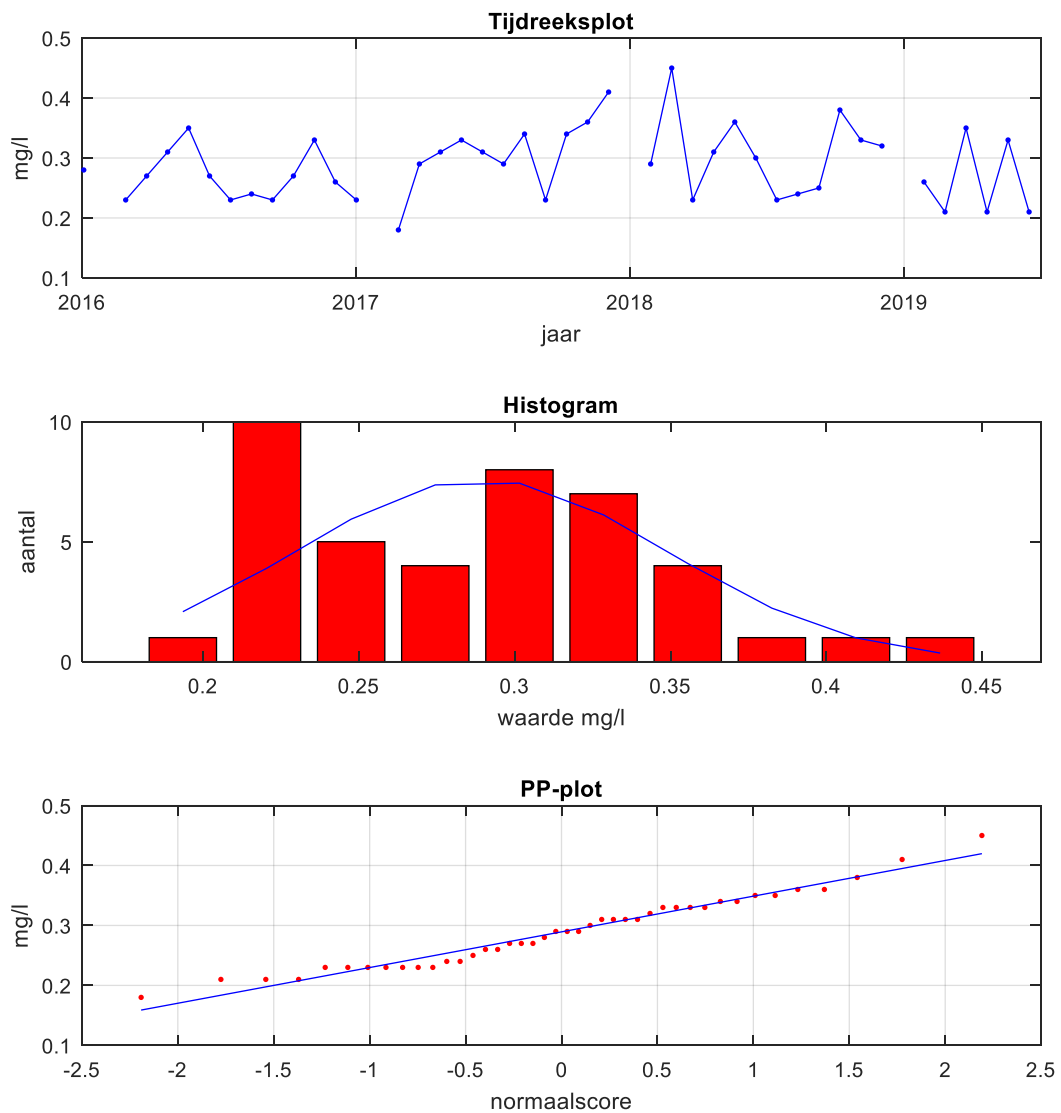 Tijdreeksplot
0.5
0.4
0.3
0.2
0.1
mg/l
2016 2017 2018 2019
jaar
Histogram
10
5
0
aantal
0.2 0.25 0.3 0.35 0.4 0.45
waarde mg/l
PP-plot
0.5
0.4
0.3
0.2
0.1
mg/l
-2.5 -2 -1.5 -1 -0.5 0 0.5 1 1.5 2 2.5
normaalscore